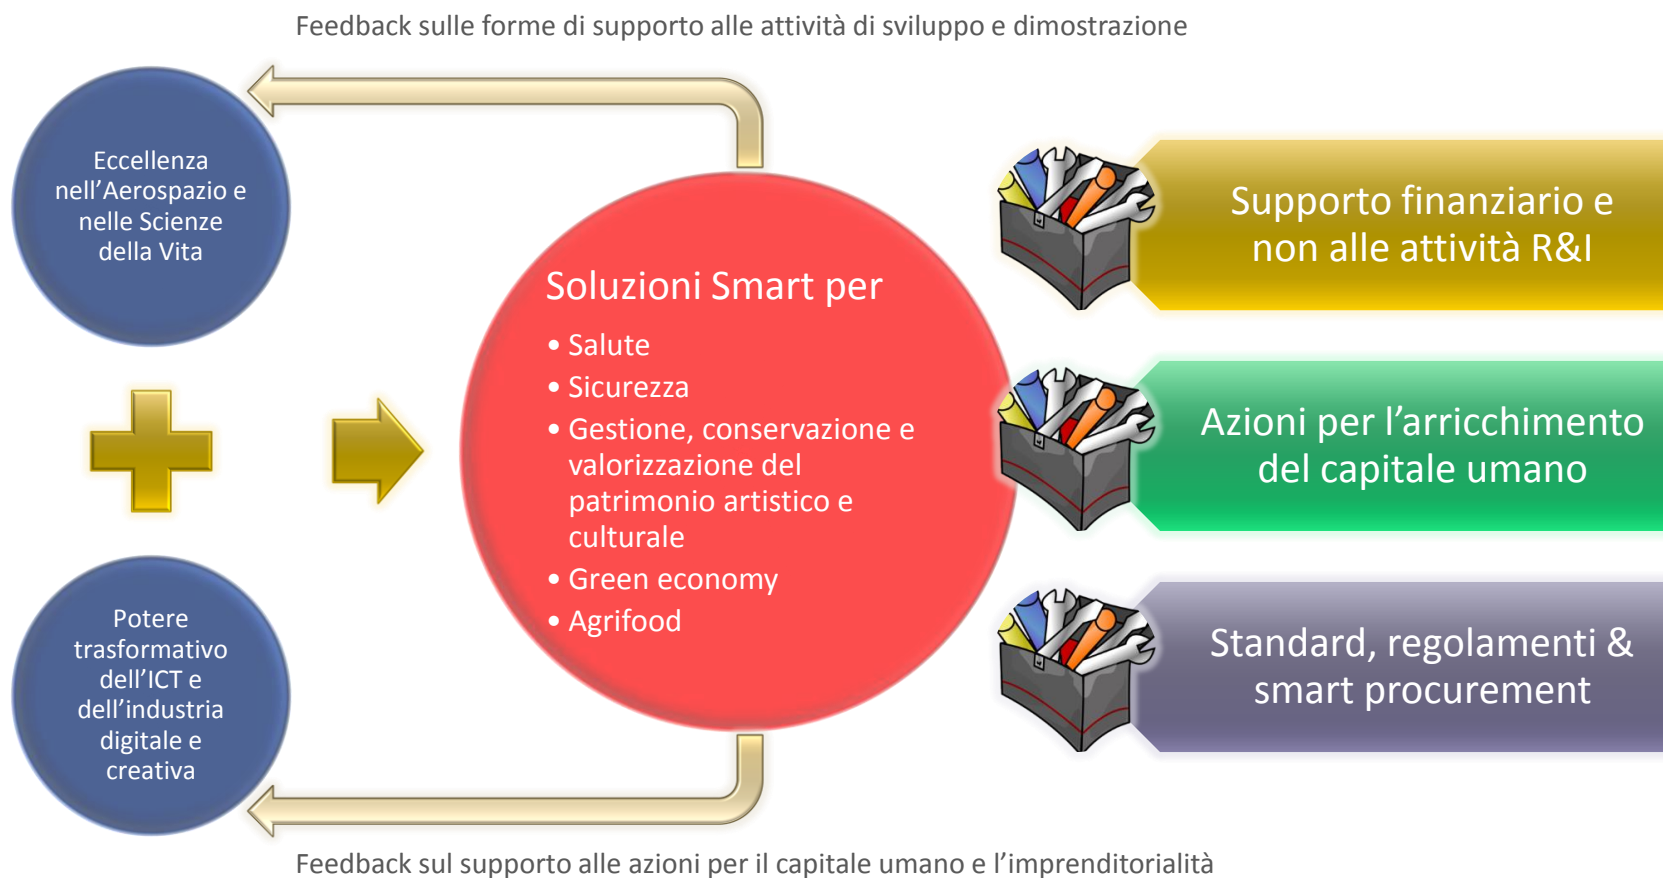 Feedback sulle forme di supporto alle attività di sviluppo e dimostrazione
Eccellenza
nell’Aerospazio e
nelle Scienze
della Vita
Potere
trasformativo
dell’ICT e
dell’industria
digitale e
creativa
Soluzioni Smart per
• Salute
• Sicurezza
• Gestione, conservazione e
valorizzazione del
patrimonio artistico e
culturale
• Green economy
• Agrifood
Supporto finanziario e
non alle attività R&I
Azioni per l’arricchimento
del capitale umano
Standard, regolamenti &
smart procurement
Feedback sul supporto alle azioni per il capitale umano e l’imprenditorialità